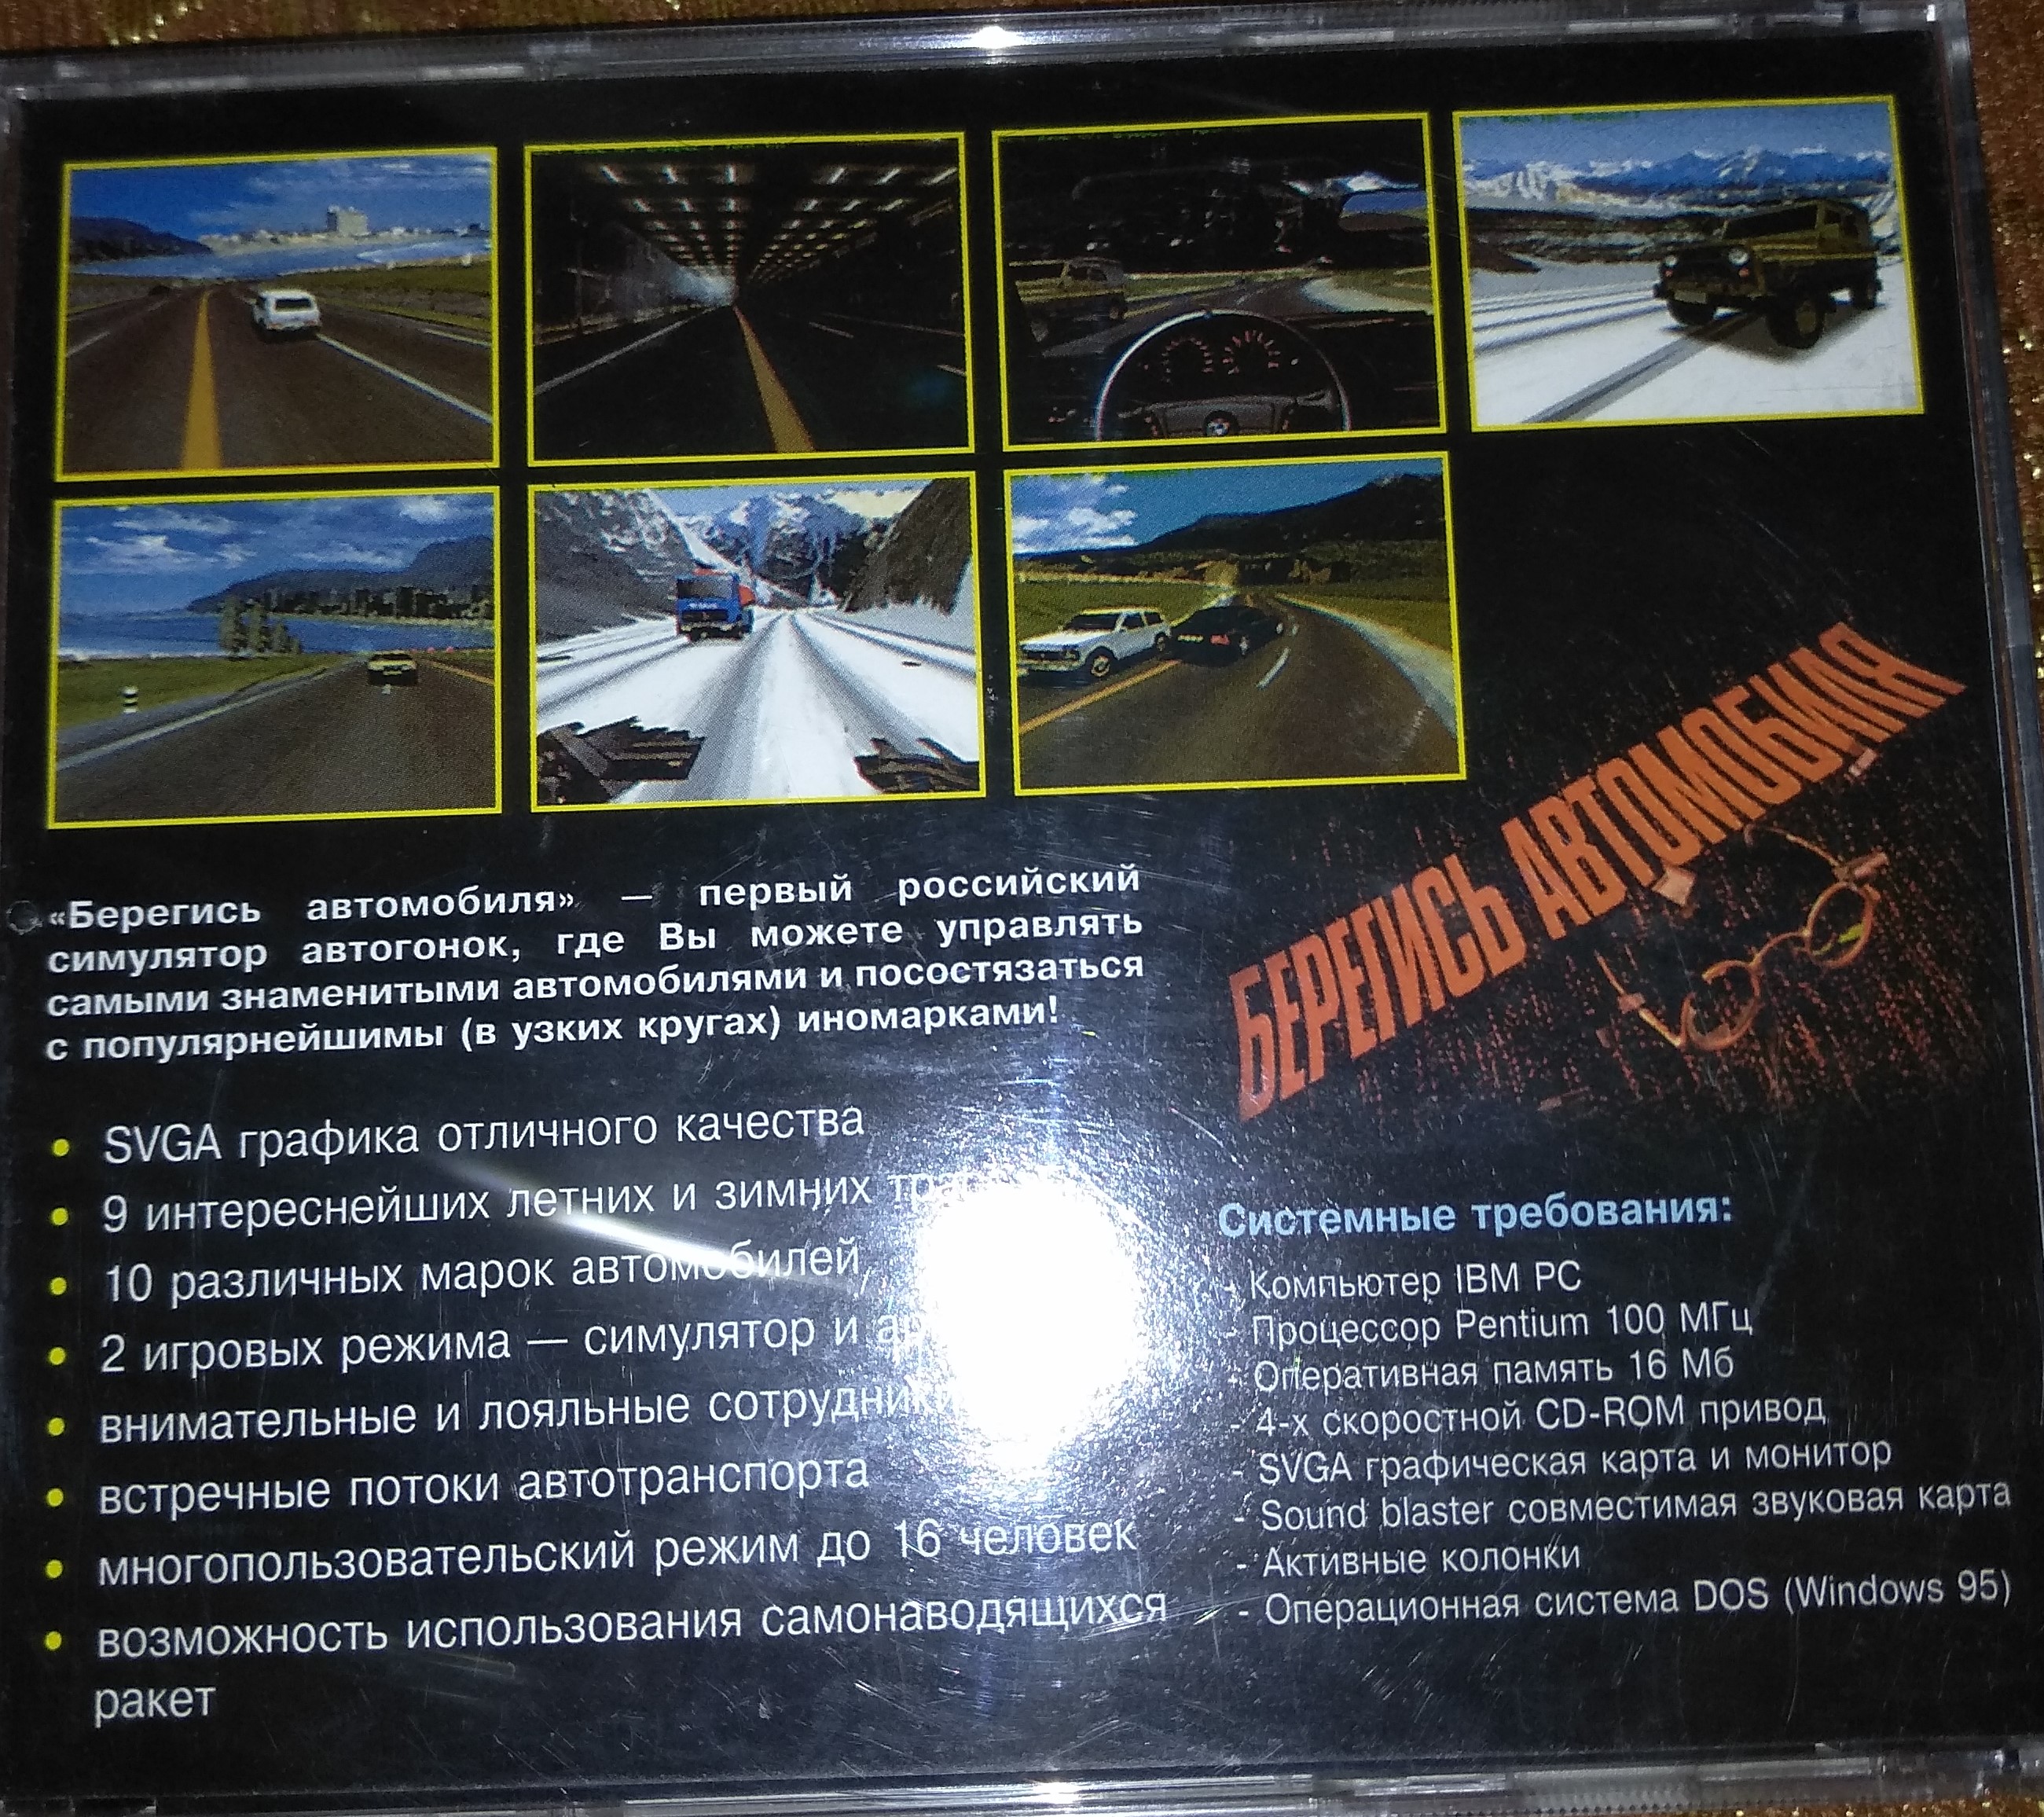 «Берегись автомобиля» — первый российский
симулятор автогонок, где Вы можете управлять
самыми знаменитыми автомобилями и посостязаться
с популярнейшимы (в узких кругах) иномарками!
БЕРЕГИСЬ АВТОМОБИЛЯ
• SVGA графика отличного качества
• 9 интереснейших летних и зимних
• 10 различных марок автомобилей,
• 2 игровых режима — симулятор и
• внимательные и лояльные
• встречные потоки автотранспорта
• многопользовательский режим до 16 человек
• возможность использования самонаводящихся
ракет
Системные требования:
- Компьютер IBM PC
- Процессор Pentium 100 МГц
- Оперативная память 16 Мб
- 4-х скоростной CD-ROM привод
- SVGA графическая карта и монитор
- Sound blaster совместимая звуковая карта
- Активные колонки
- Операционная система DOS (Windows 95)